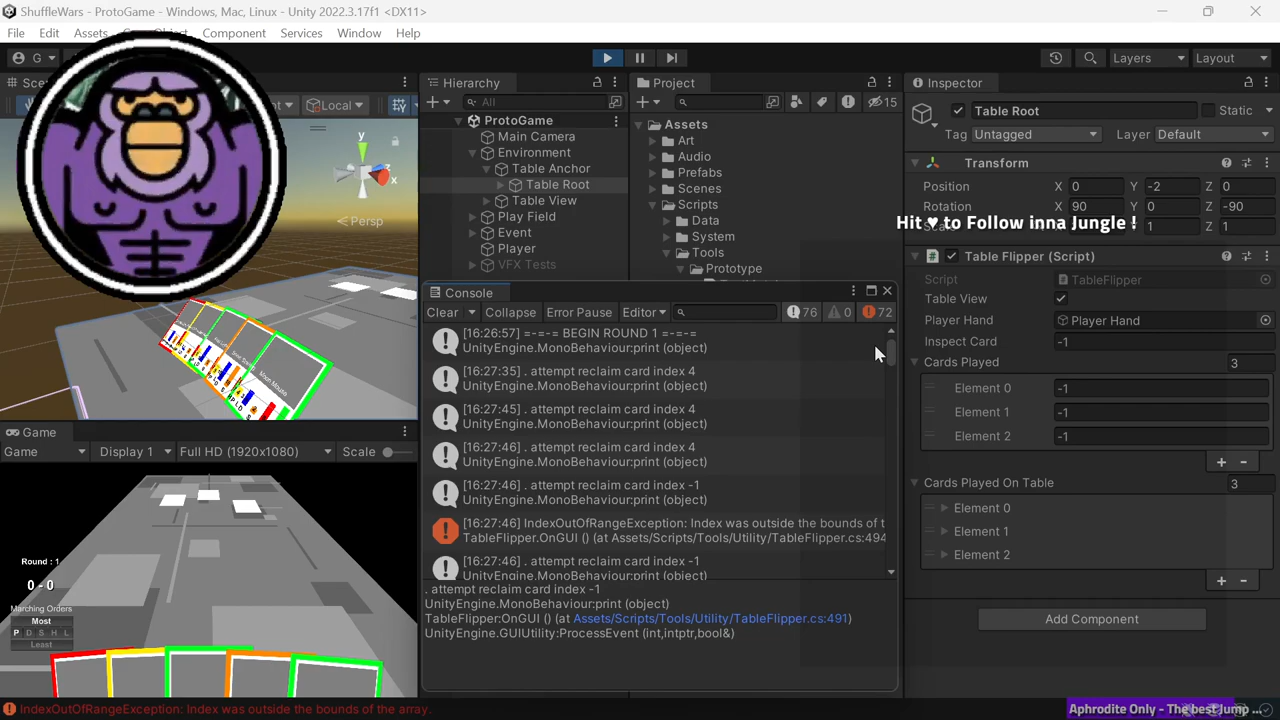 ShuffleWars - ProtoGame - Windows, Mac, Linux - Unity 2022.3.17f1 <DX11>
File Edit Assets Component Services Window Help
G Layers Layout
Hierarchy Project Inspector
Local All 15
Table Root Static
Tag Untagged Layer Default
ProtoGame
Main Camera
Environment
Table Anchor
Table Root
Table View
Play Field
Event
Player
VFX Tests
Assets
Art
Audio
Prefabs
Scenes
Scripts
Data
System
Tools
Prototype
y
x
Persp
Transform
Position X 0 Y -2 Z 0
Rotation X 90 Y 0 Z -90
Hit ♥ to Follow inna Jungle !
Table Flipper (Script)
Script TableFlipper
Table View
Player Hand Player Hand
Inspect Card -1
Cards Played 3
Element 0 -1
Element 1 -1
Element 2 -1
Cards Played On Table 3
Element 0
Element 1
Element 2
Add Component
Console
Clear Collapse Error Pause Editor 76 0 72
[16:26:57] =-=-= BEGIN ROUND 1 =-=-=
UnityEngine.MonoBehaviour:print (object)
[16:27:35] . attempt reclaim card index 4
UnityEngine.MonoBehaviour:print (object)
[16:27:45] . attempt reclaim card index 4
UnityEngine.MonoBehaviour:print (object)
[16:27:46] . attempt reclaim card index 4
UnityEngine.MonoBehaviour:print (object)
[16:27:46] . attempt reclaim card index -1
UnityEngine.MonoBehaviour:print (object)
[16:27:46] IndexOutOfRangeException: Index was outside the bounds of t
TableFlipper.OnGUI () (at Assets/Scripts/Tools/Utility/TableFlipper.cs:494
[16:27:46] . attempt reclaim card index -1
UnityEngine.MonoBehaviour:print (object)
. attempt reclaim card index -1
UnityEngine.MonoBehaviour:print (object)
TableFlipper:OnGUI () (at Assets/Scripts/Tools/Utility/TableFlipper.cs:491)
UnityEngine.GUIUtility:ProcessEvent (int,intptr,bool&)
Game
Game Display 1 Full HD (1920x1080) Scale
Round : 1
0 - 0
Marching Orders
Most
P D S H L
Least
IndexOutOfRangeException: Index was outside the bounds of the array.
Aphrodite Only - The best Jump ...